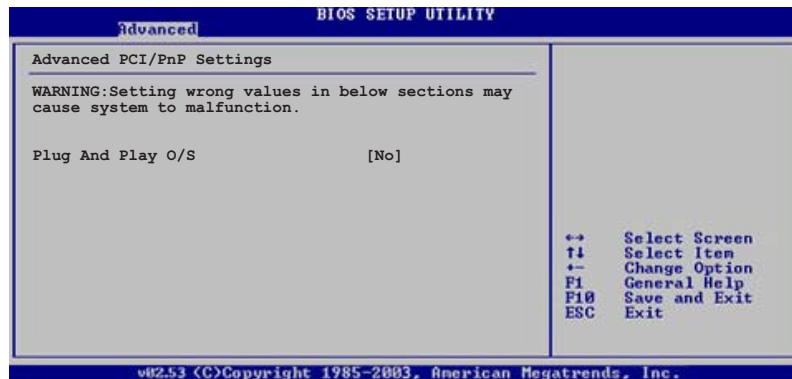 BIOS SETUP UTILITY
Advanced
Advanced PCI/PnP Settings
WARNING:Setting wrong values in below sections may
cause system to malfunction.
Plug And Play O/S [No]
↔ Select Screen
↑↓ Select Item
+- Change Option
F1 General Help
F10 Save and Exit
ESC Exit
v02.53 (C)Copyright 1985-2003, American Megatrends, Inc.